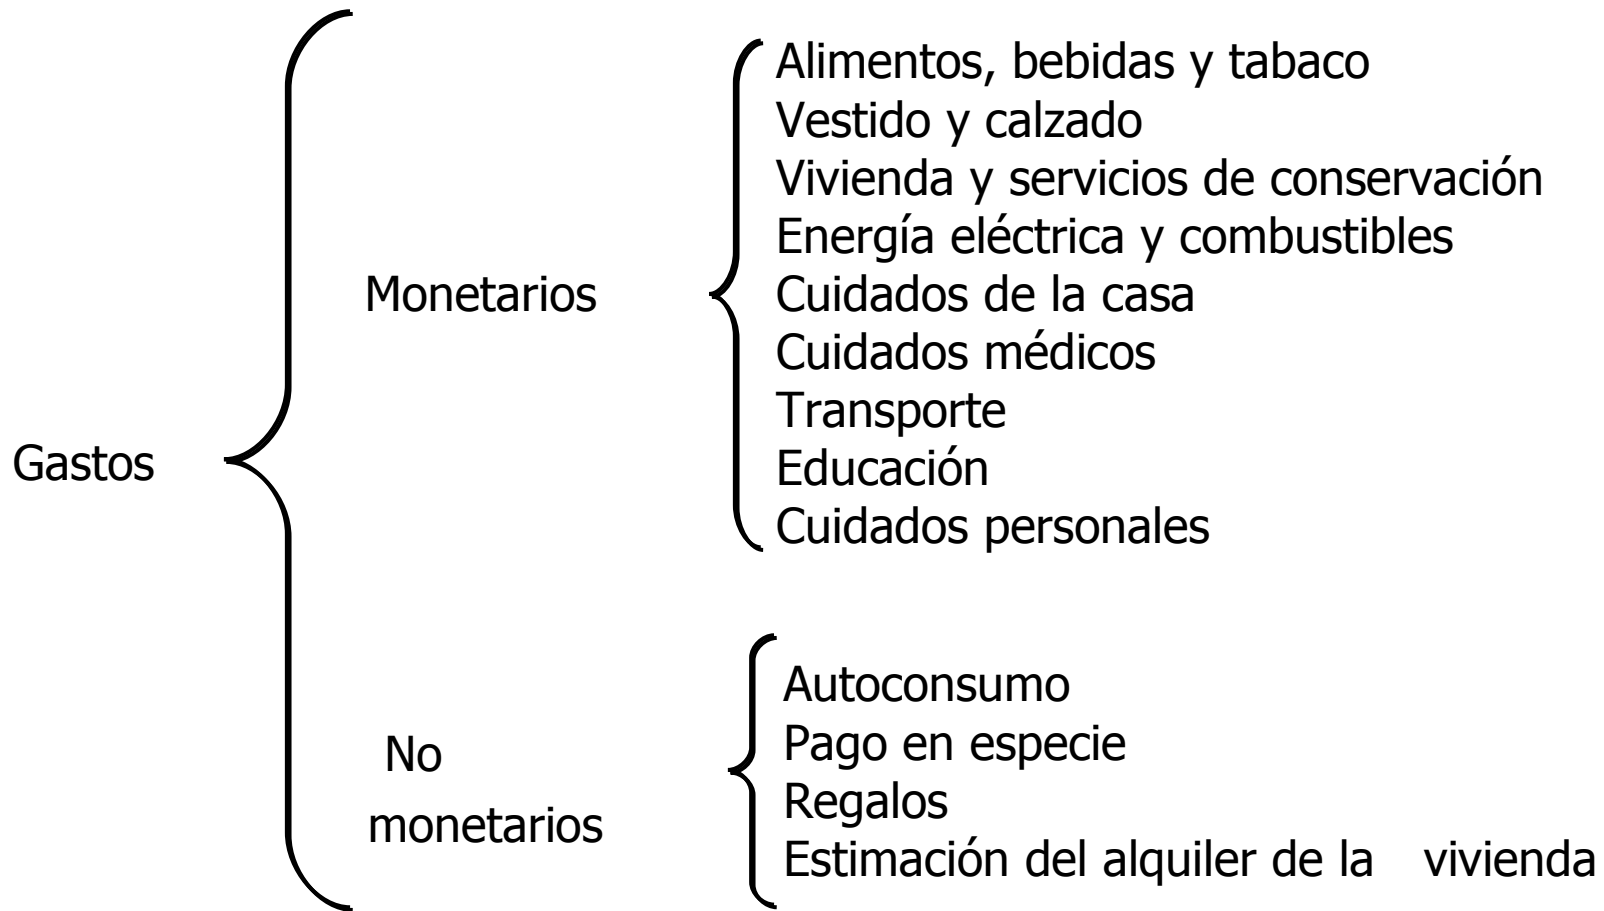 Gastos
Monetarios
Alimentos, bebidas y tabaco
Vestido y calzado
Vivienda y servicios de conservación
Energía eléctrica y combustibles
Cuidados de la casa
Cuidados médicos
Transporte
Educación
Cuidados personales
No
monetarios
Autoconsumo
Pago en especie
Regalos
Estimación del alquiler de la vivienda